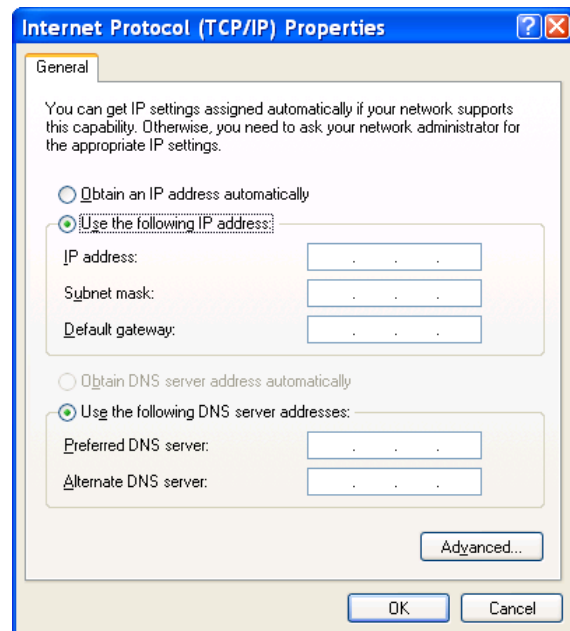 Internet Protocol (TCP/IP) Properties
General
You can get IP settings assigned automatically if your network supports
this capability. Otherwise, you need to ask your network administrator for
the appropriate IP settings.
Obtain an IP address automatically
Use the following IP address:
IP address:
Subnet mask:
Default gateway:
Obtain DNS server address automatically
Use the following DNS server addresses:
Preferred DNS server:
Alternate DNS server:
Advanced...
OK Cancel